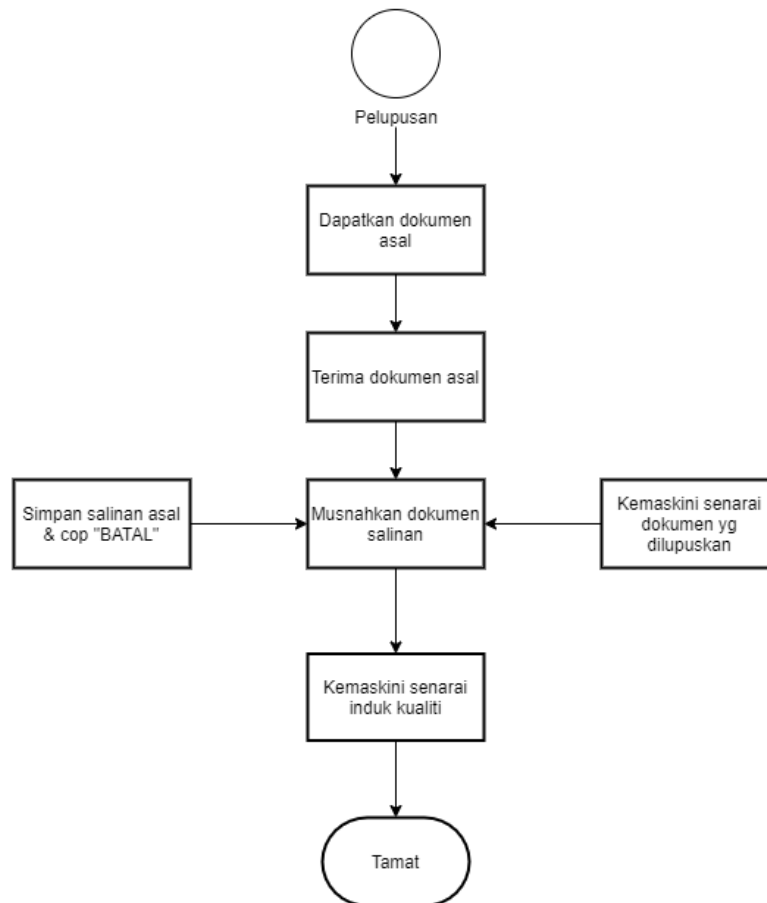 Pelupusan
Dapatkan dokumen
asal
Terima dokumen asal
Simpan salinan asal
& cop "BATAL"
Musnahkan dokumen
salinan
Kemaskini senarai
dokumen yg
dilupuskan
Kemaskini senarai
induk kualiti
Tamat